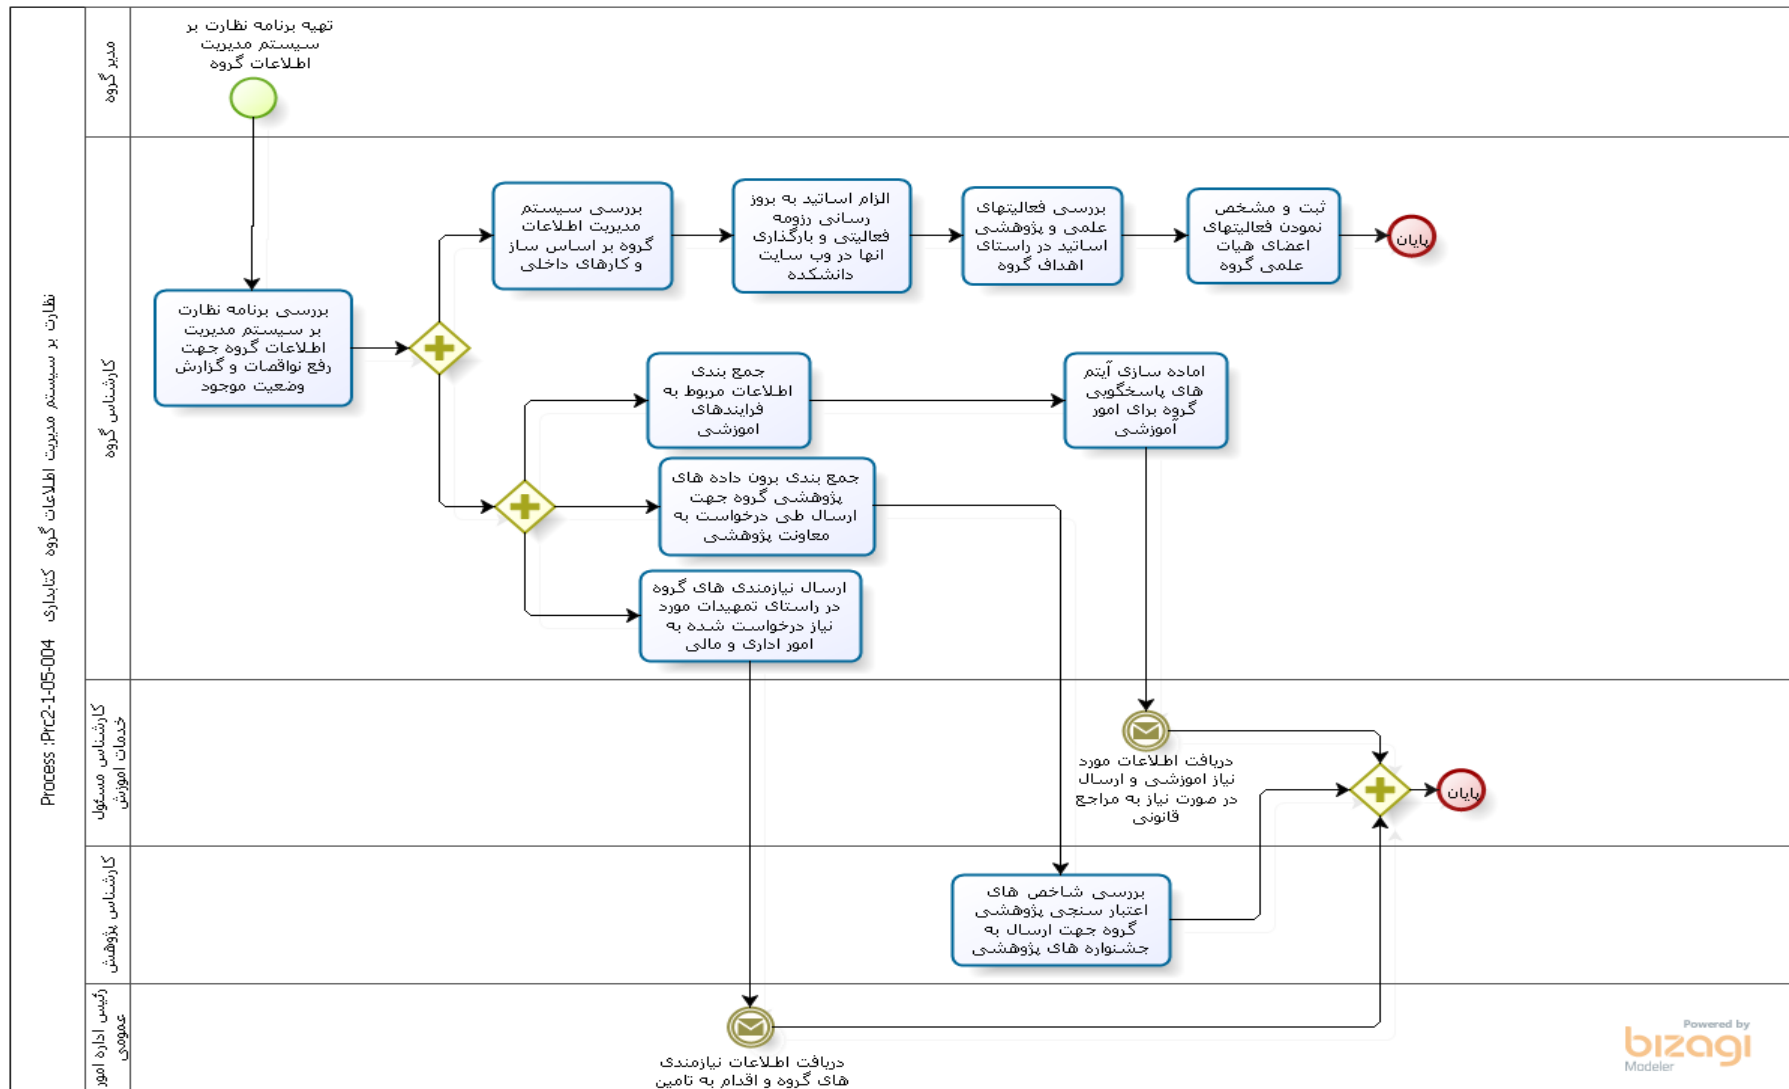 Process :Prc2-1-05-004 نظارت بر سیستم مدیریت اطلاعات گروه کتابداری
مدیر گروه
تهیه برنامه نظارت بر
سیستم مدیریت
اطلاعات گروه
کارشناس گروه
بررسی برنامه نظارت
بر سیستم مدیریت
اطلاعات گروه جهت
رفع نواقصات و گزارش
وضعیت موجود
بررسی سیستم
مدیریت اطلاعات
گروه بر اساس ساز
و کارهای داخلی
الزام اساتید به بروز
رسانی رزومه
فعالیتی و بارگذاری
انها در وب سایت
دانشکده
بررسی فعالیتهای
علمی و پژوهشی
اساتید در راستای
اهداف گروه
ثبت و مشخص
نمودن فعالیتهای
اعضای هیات
علمی گروه
پایان
جمع بندی
اطلاعات مربوط به
فرایندهای
اموزشی
اماده سازی آیتم
های پاسخگویی
گروه برای امور
آموزشی
جمع بندی برون داده های
پژوهشی گروه جهت
ارسال طی درخواست به
معاونت پژوهشی
ارسال نیازمندی های گروه
در راستای تمهیدات مورد
نیاز درخواست شده به
امور اداری و مالی
کارشناس مسئول
خدمات اموزش
دریافت اطلاعات مورد
نیاز اموزشی و ارسال
در صورت نیاز به مراجع
قانونی
پایان
کارشناس پژوهش
بررسی شاخص های
اعتبار سنجی پژوهشی
گروه جهت ارسال به
جشنواره های پژوهشی
رئیس اداره امور
عمومی
دریافت اطلاعات نیازمندی
های گروه و اقدام به تامین
Powered by
bizagi
Modeler